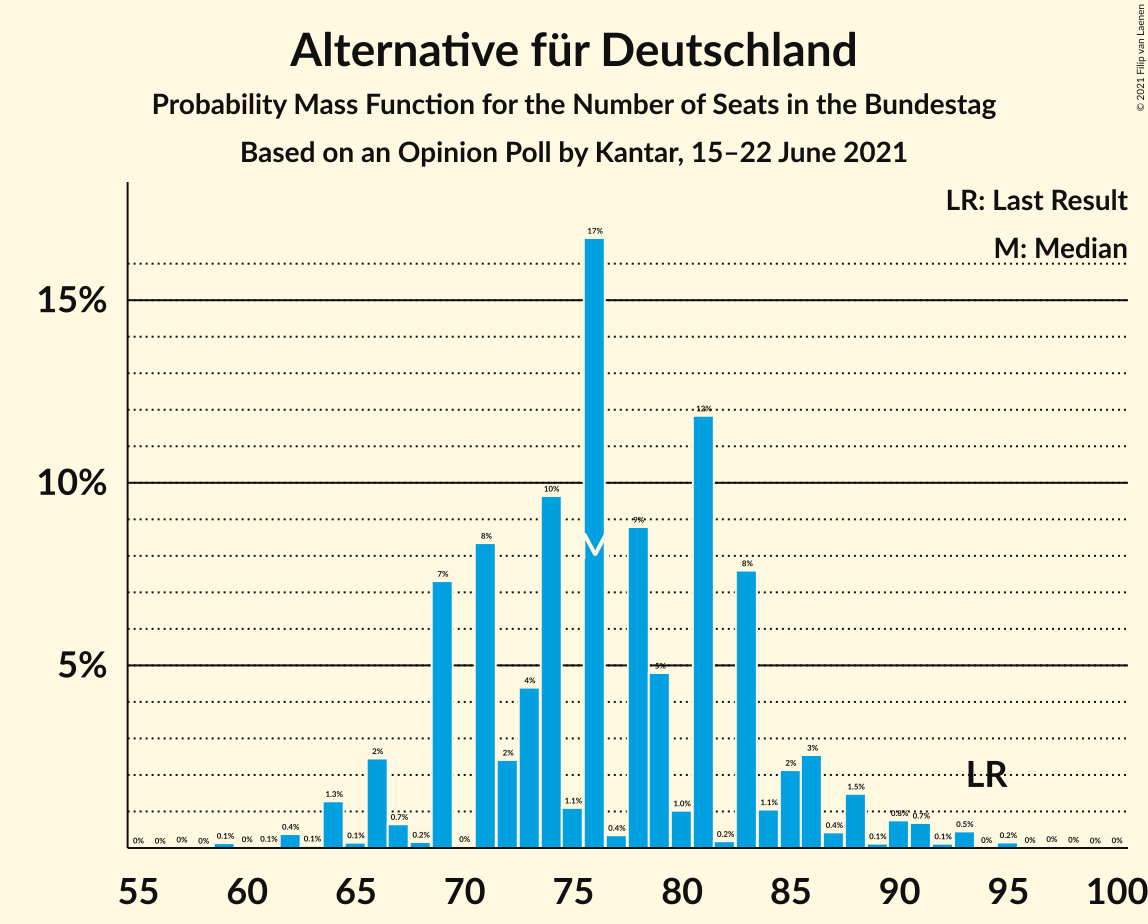 Alternative für Deutschland
Probability Mass Function for the Number of Seats in the Bundestag
Based on an Opinion Poll by Kantar, 15–22 June 2021
© 2021 Filip van Laenen
LR: Last Result
M: Median
15%
10%
5%
0% 0% 0% 0% 0.1% 0% 0.1% 0.4% 0.1% 1.3% 0.1% 2% 0.7% 0.2% 7% 0% 8% 2% 4% 10% 1.1% 17% 0.4% 9% 5% 1.0% 12% 0.2% 8% 1.1% 2% 3% 0.4% 1.5% 0.1% 0.8% 0.7% 0.1% 0.5% 0% 0.2% 0% 0% 0% 0% 0%
M
LR
55 60 65 70 75 80 85 90 95 100